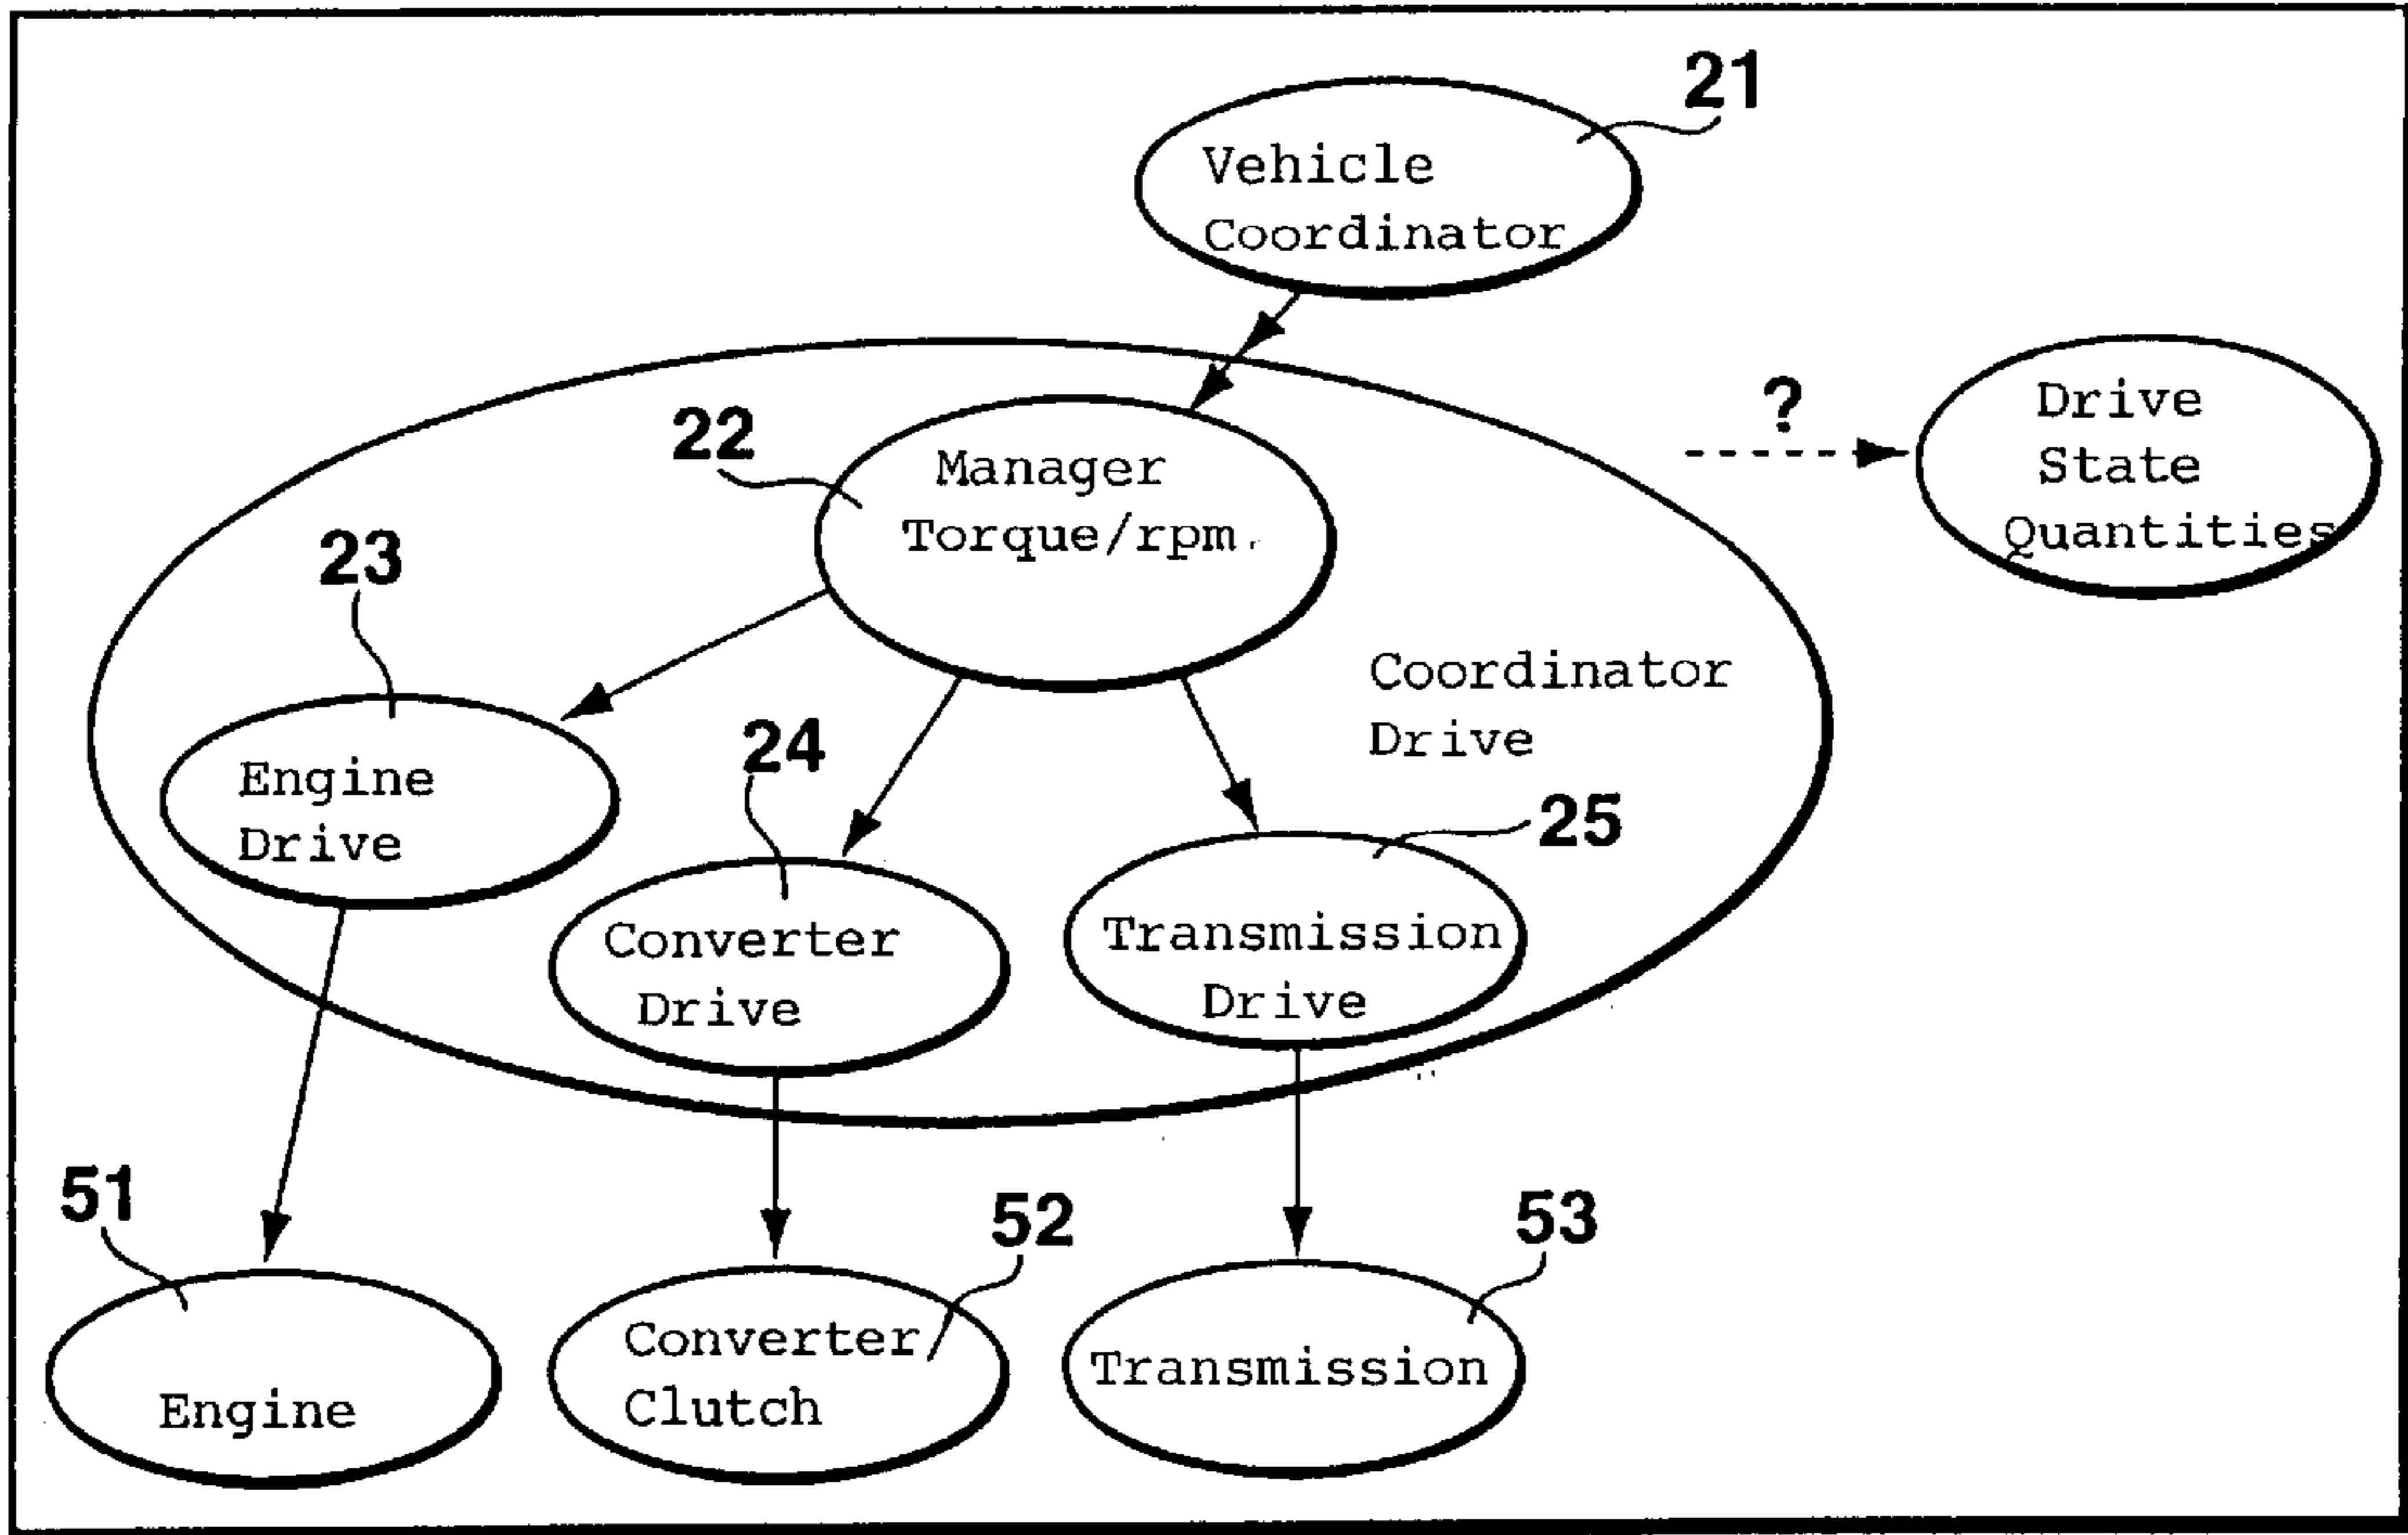 21
Vehicle
Coordinator
22
Manager
Torque/rpm
?
Drive
State
Quantities
23
Engine
Drive
24
Converter
Drive
Coordinator
Drive
25
Transmission
Drive
51
Engine
52
Converter
Clutch
53
Transmission